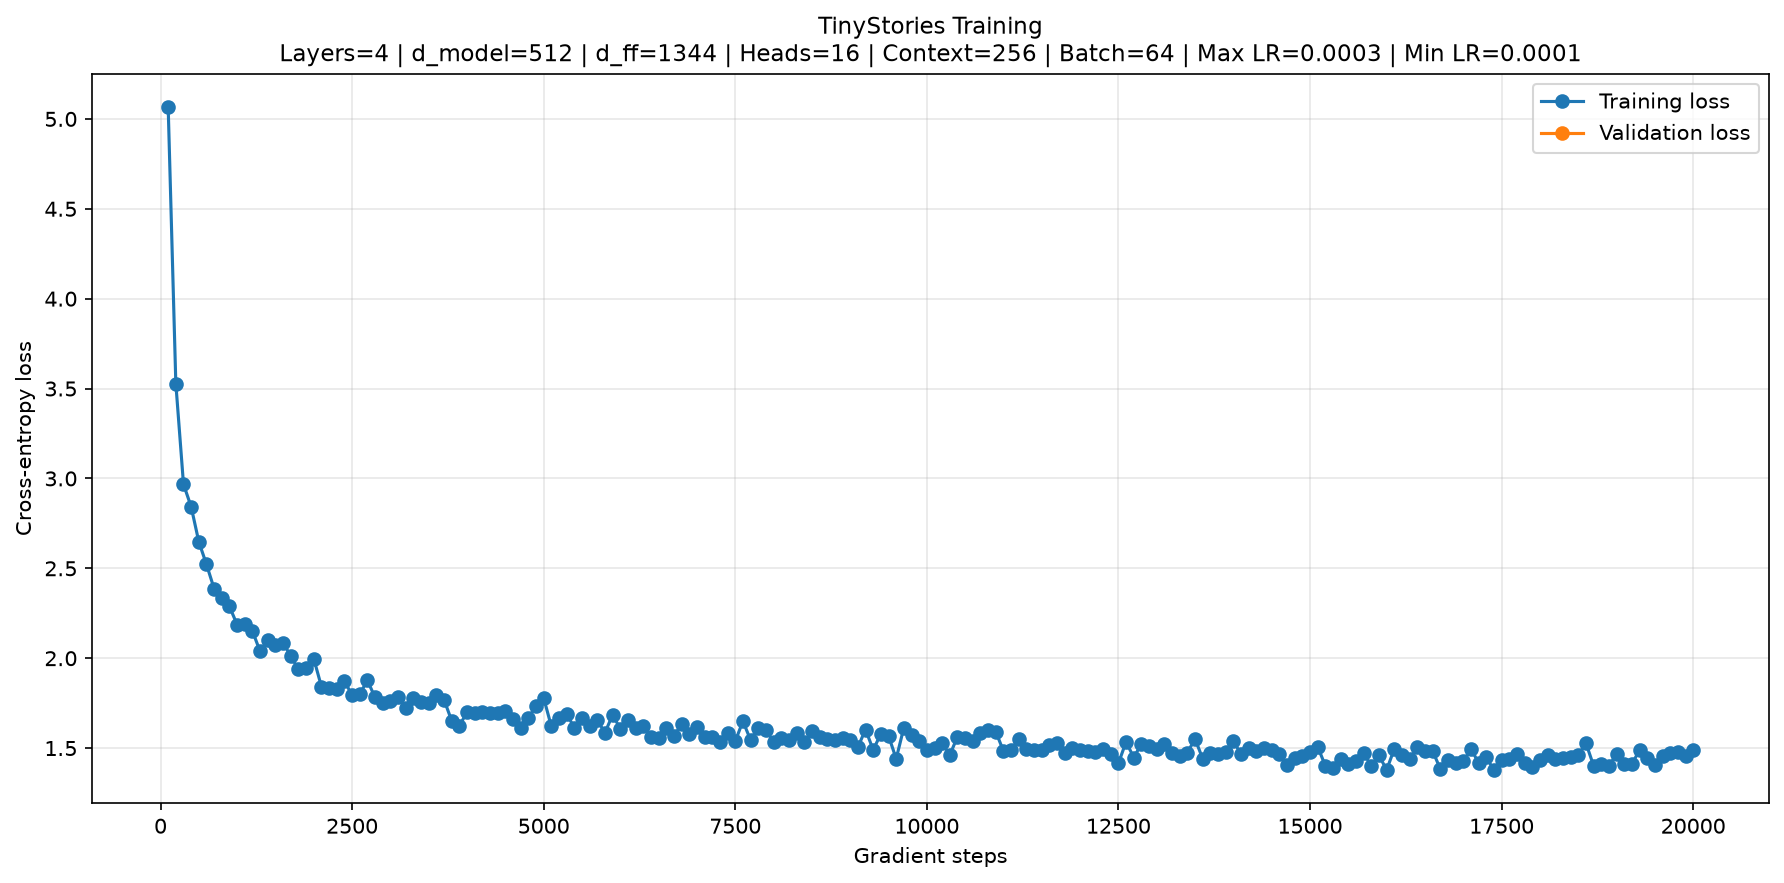 TinyStories Training
Layers=4 | d_model=512 | d_ff=1344 | Heads=16 | Context=256 | Batch=64 | Max LR=0.0003 | Min LR=0.0001
Training loss
Validation loss
Cross-entropy loss
5.0
4.5
4.0
3.5
3.0
2.5
2.0
1.5
0 2500 5000 7500 10000 12500 15000 17500 20000
Gradient steps